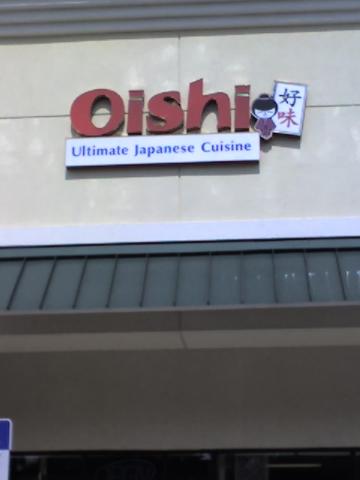 Oishi
好味
Ultimate Japanese Cuisine